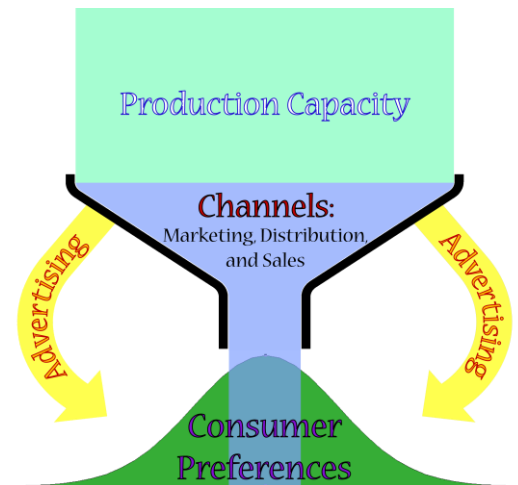 Production Capacity
Channels:
Marketing, Distribution,
and Sales
Advertising
Advertising
Consumer
Preferences